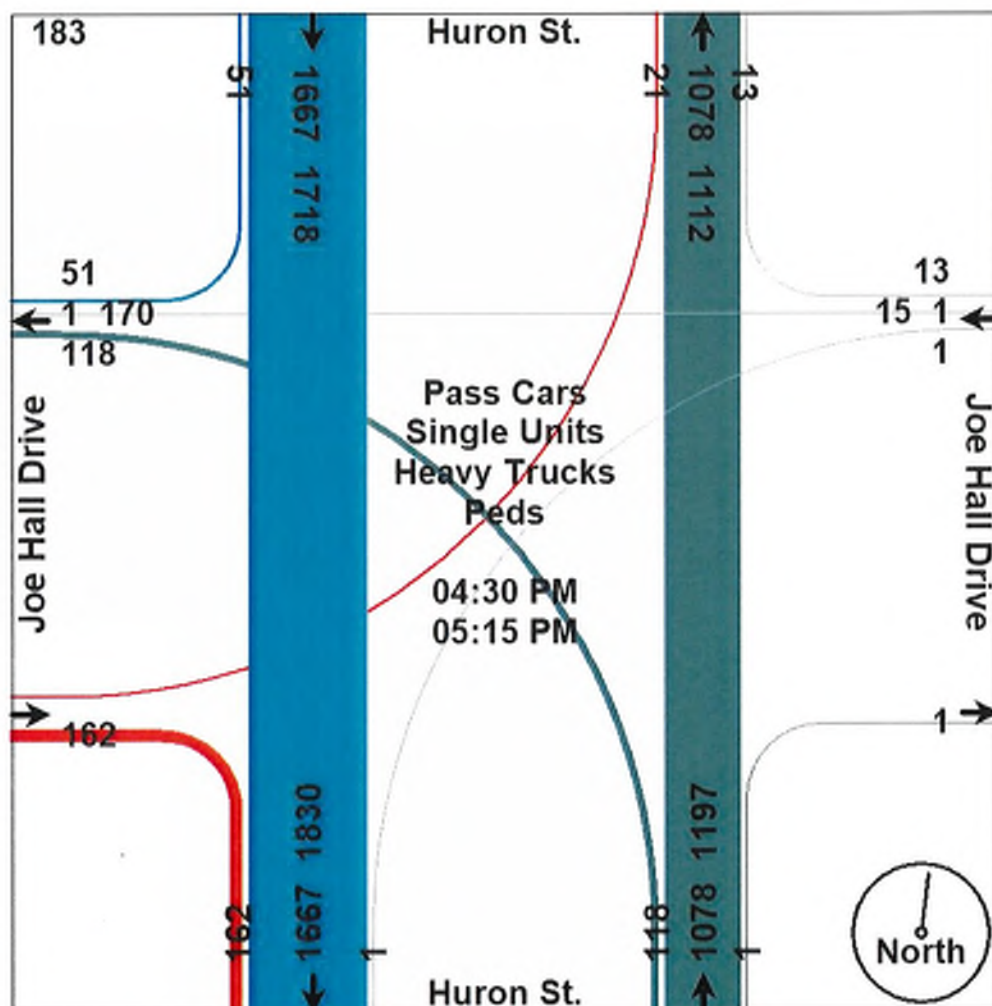 183
Huron St.
51
1667 1718
21
1078 1112
13
51
1 170
118
13
15 1
1
Joe Hall Drive
Pass Cars
Single Units
Heavy Trucks
Peds
04:30 PM
05:15 PM
Joe Hall Drive
162
1
162
1667 1830
1
118
1078 1197
1
North
Huron St.